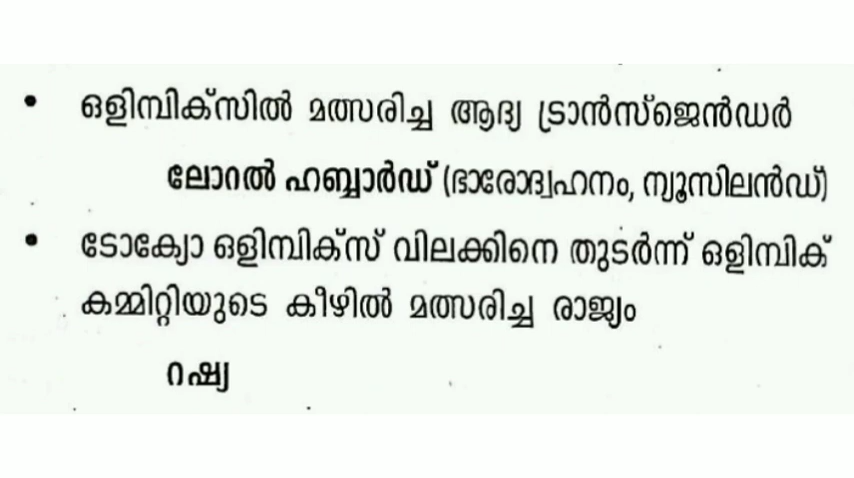 • ഒളിമ്പിക്സിൽ മത്സരിച്ച ആദ്യ ട്രാൻസ്ജെൻഡർ
ലോറൽ ഹബ്ബാർഡ് (ഭാരോദ്വഹനം, ന്യൂസിലൻഡ്)
• ടോക്യോ ഒളിമ്പിക്സ് വിലക്കിനെ തുടർന്ന് ഒളിമ്പിക്
കമ്മിറ്റിയുടെ കീഴിൽ മത്സരിച്ച രാജ്യം
റഷ്യ